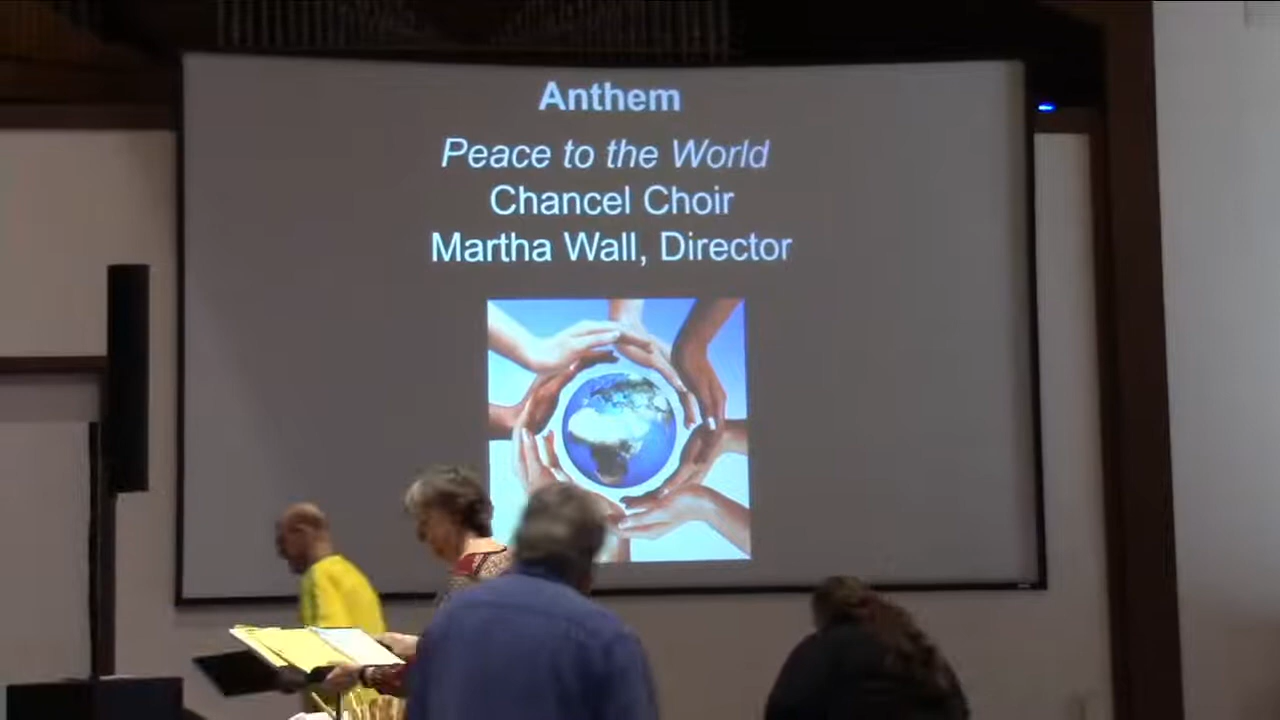 Anthem
Peace to the World
Chancel Choir
Martha Wall, Director